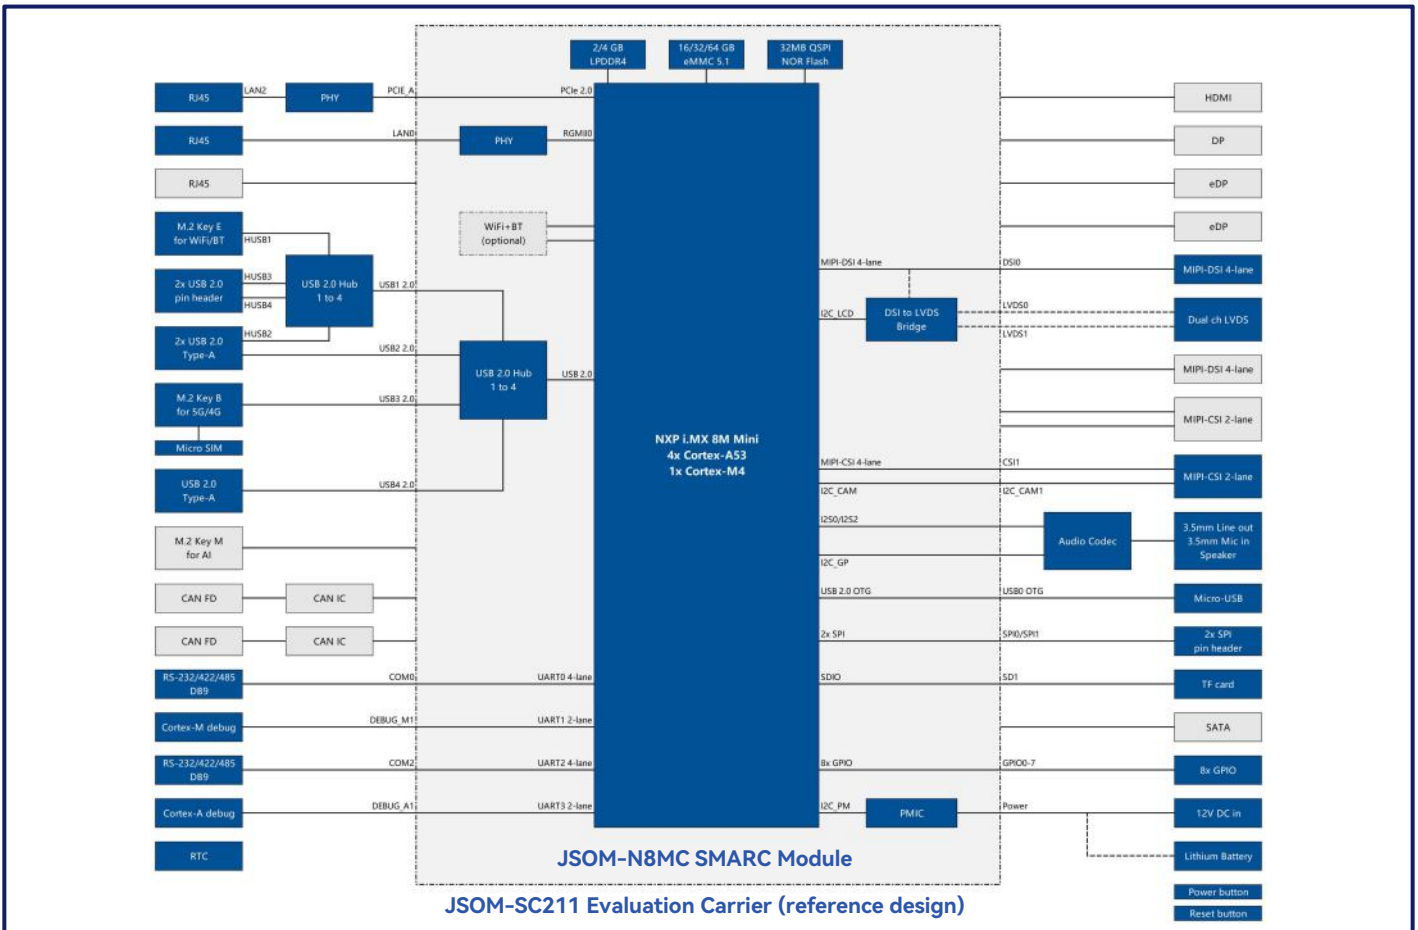 2/4 GB
LPDDR4
16/32/64 GB
eMMC 5.1
32MB QSPI
NOR Flash
RJ45
LAN2
PHY
PCIE_A
PCIe 2.0
HDMI
RJ45
LAN0
PHY
RGMII0
DP
RJ45
eDP
M.2 Key E
for WiFi/BT
HUSB1
WiFi+BT
(optional)
eDP
2x USB 2.0
pin header
HUSB3
HUSB4
USB 2.0 Hub
1 to 4
USB1 2.0
MIPI-DSI 4-lane
DSI0
MIPI-DSI 4-lane
I2C_LCD
DSI to LVDS
Bridge
LVDS0
LVDS1
Dual ch LVDS
2x USB 2.0
Type-A
HUSB2
USB2 2.0
USB 2.0 Hub
1 to 4
USB 2.0
MIPI-DSI 4-lane
M.2 Key B
for 5G/4G
USB3 2.0
Micro SIM
MIPI-CSI 2-lane
NXP i.MX 8M Mini
4x Cortex-A53
1x Cortex-M4
USB 2.0
Type-A
USB4 2.0
MIPI-CSI 4-lane
CSI1
I2C_CAM
I2C_CAM1
MIPI-CSI 2-lane
M.2 Key M
for AI
I2S0/I2S2
I2C_GP
Audio Codec
3.5mm Line out
3.5mm Mic in
Speaker
CAN FD
CAN IC
USB 2.0 OTG
USB0 OTG
Micro-USB
CAN FD
CAN IC
2x SPI
SPI0/SPI1
2x SPI
pin header
RS-232/422/485
DB9
COM0
UART0 4-lane
SDIO
SD1
TF card
Cortex-M debug
DEBUG_M1
UART1 2-lane
SATA
RS-232/422/485
DB9
COM2
UART2 4-lane
8x GPIO
GPIO0-7
8x GPIO
Cortex-A debug
DEBUG_A1
UART3 2-lane
I2C_PM
PMIC
Power
12V DC in
RTC
Lithium Battery
JSOM-N8MC SMARC Module
Power button
JSOM-SC211 Evaluation Carrier (reference design)
Reset button